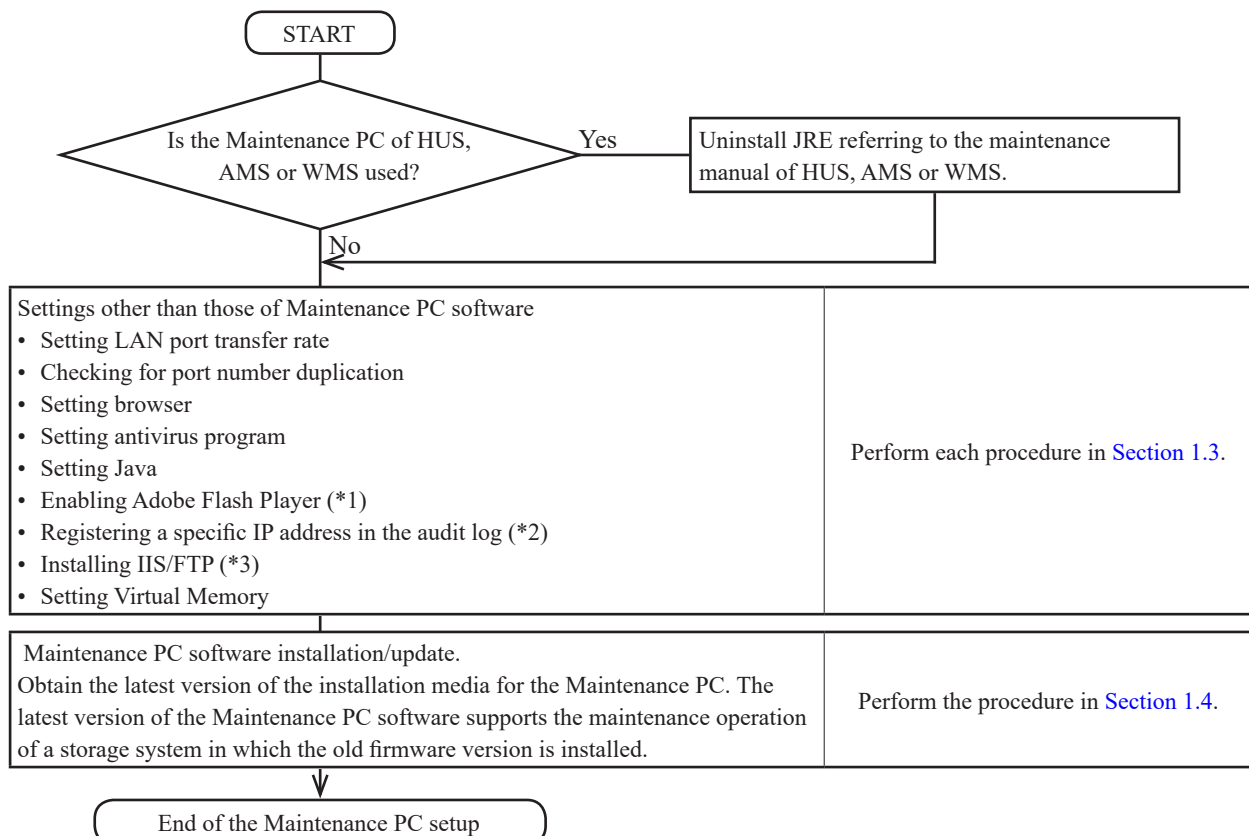 START
Is the Maintenance PC of HUS,
AMS or WMS used?
Yes
Uninstall JRE referring to the maintenance
manual of HUS, AMS or WMS.
No
Settings other than those of Maintenance PC software
• Setting LAN port transfer rate
• Checking for port number duplication
• Setting browser
• Setting antivirus program
• Setting Java
• Enabling Adobe Flash Player (*1)
• Registering a specific IP address in the audit log (*2)
• Installing IIS/FTP (*3)
• Setting Virtual Memory
Perform each procedure in Section 1.3.
Maintenance PC software installation/update.
Obtain the latest version of the installation media for the Maintenance PC. The
latest version of the Maintenance PC software supports the maintenance operation
of a storage system in which the old firmware version is installed.
Perform the procedure in Section 1.4.
End of the Maintenance PC setup